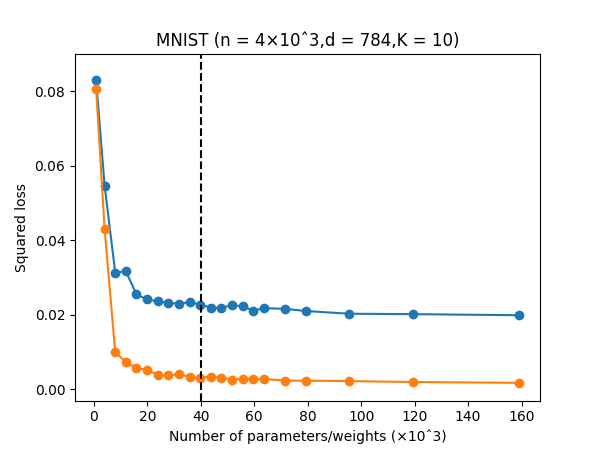 MNIST (n = 4×10ˆ3,d = 784,K = 10)
0.08
0.06
0.04
0.02
0.00
Squared loss
0 20 40 60 80 100 120 140 160
Number of parameters/weights (×10ˆ3)